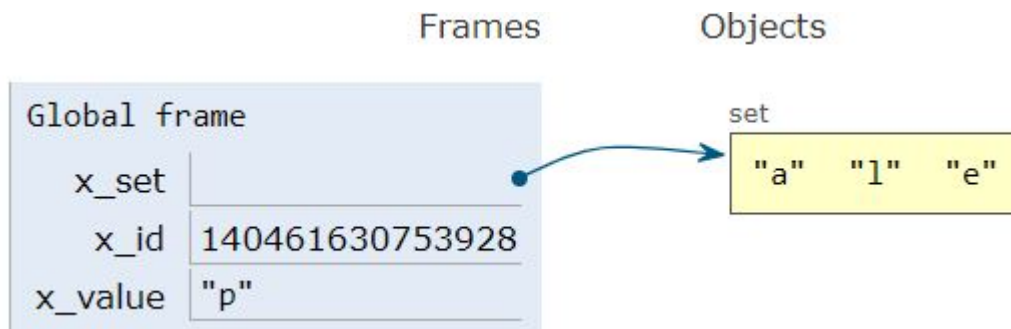 Frames Objects
Global frame
set
x_set
"a" "l" "e"
x_id 140461630753928
x_value "p"